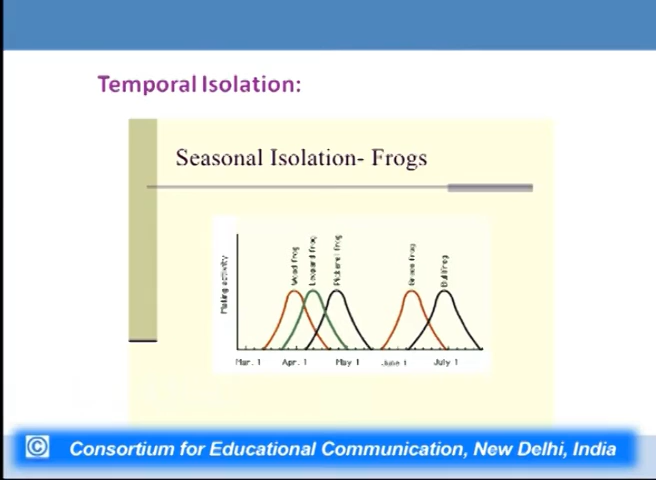 Temporal Isolation:
Seasonal Isolation- Frogs
Mating activity
Wood frog
Leopard frog
Pickerel frog
Green frog
Bullfrog
Mar. 1 Apr. 1 May 1 June 1 July 1
© Consortium for Educational Communication, New Delhi, India